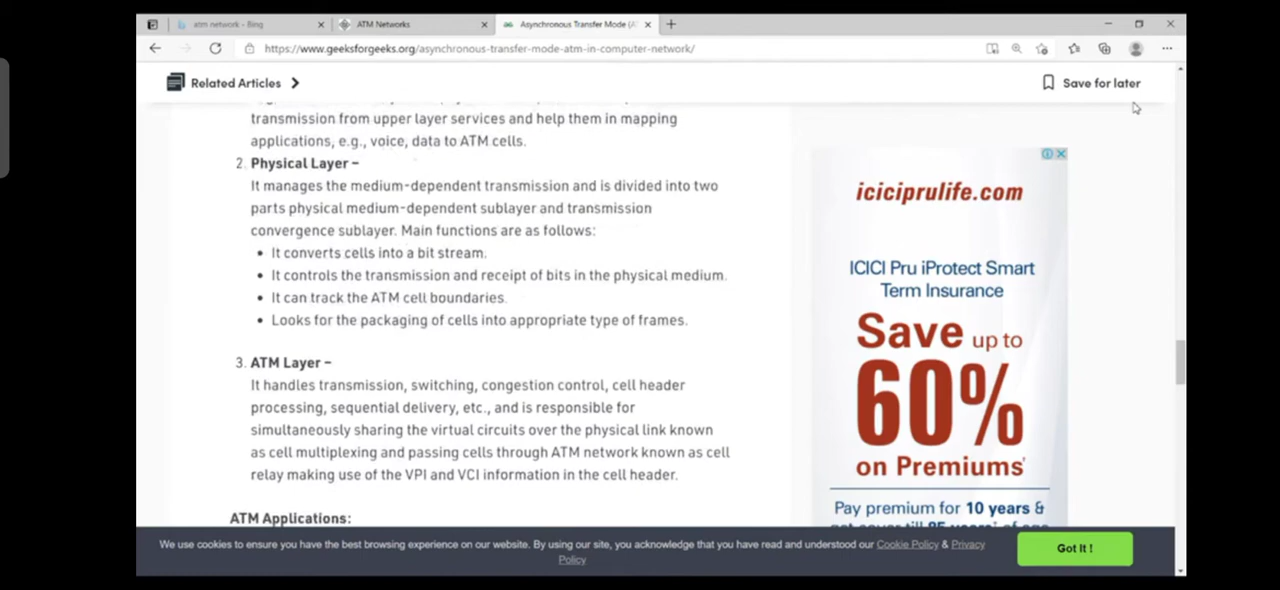 atm network - Bing
ATM Networks
Asynchronous Transfer Mode (A
https://www.geeksforgeeks.org/asynchronous-transfer-mode-atm-in-computer-network/
Related Articles
Save for later
transmission from upper layer services and help them in mapping
applications, e.g., voice, data to ATM cells.
2. Physical Layer –
It manages the medium-dependent transmission and is divided into two
parts physical medium-dependent sublayer and transmission
convergence sublayer. Main functions are as follows:
• It converts cells into a bit stream.
• It controls the transmission and receipt of bits in the physical medium.
• It can track the ATM cell boundaries.
• Looks for the packaging of cells into appropriate type of frames.
3. ATM Layer –
It handles transmission, switching, congestion control, cell header
processing, sequential delivery, etc., and is responsible for
simultaneously sharing the virtual circuits over the physical link known
as cell multiplexing and passing cells through ATM network known as cell
relay making use of the VPI and VCI information in the cell header.
ATM Applications:
iciciprulife.com
ICICI Pru iProtect Smart
Term Insurance
Save up to
60%
on Premiums
Pay premium for 10 years &
We use cookies to ensure you have the best browsing experience on our website. By using our site, you acknowledge that you have read and understood our Cookie Policy & Privacy
Policy
Got It !